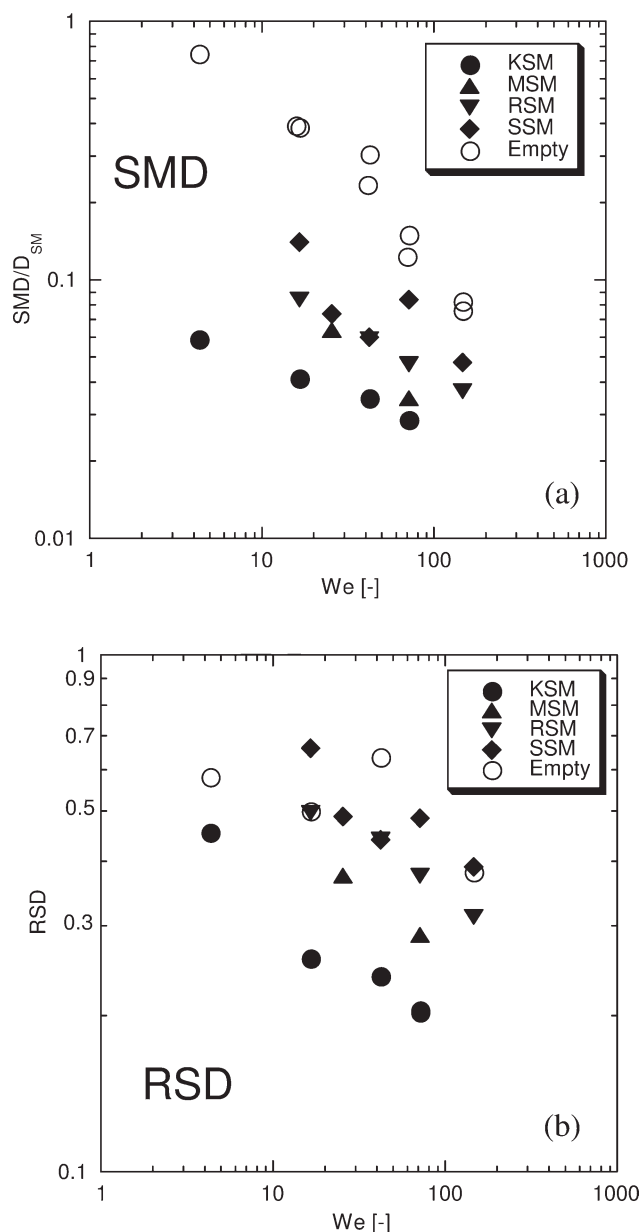 1
KSM
MSM
RSM
SSM
Empty
SMD
SMD/D_SM
0.1
(a)
0.01
1
10
100
1000
We [-]
1
0.9
KSM
MSM
RSM
SSM
Empty
0.7
0.5
RSD
0.3
RSD
(b)
0.1
1
10
100
1000
We [-]